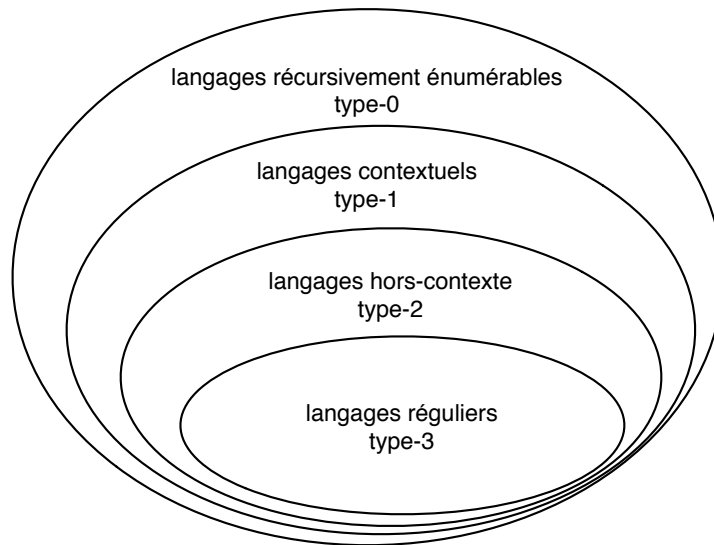 langages récursivement énumérables
type-0
langages contextuels
type-1
langages hors-contexte
type-2
langages réguliers
type-3